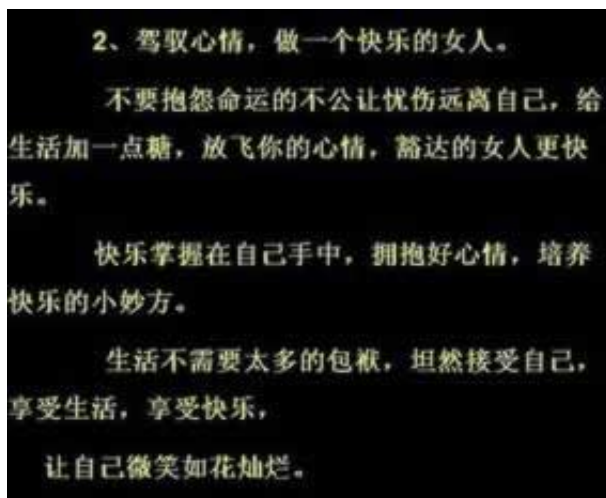 2、驾驭心情，做一个快乐的女人。
不要抱怨命运的不公让忧伤远离自己，给
生活加一点糖，放飞你的心情，豁达的女人更快
乐。
快乐掌握在自己手中，拥抱好心情，培养
快乐的小妙方。
生活不需要太多的包袱，坦然接受自己，
享受生活，享受快乐，
让自己微笑如花灿烂。